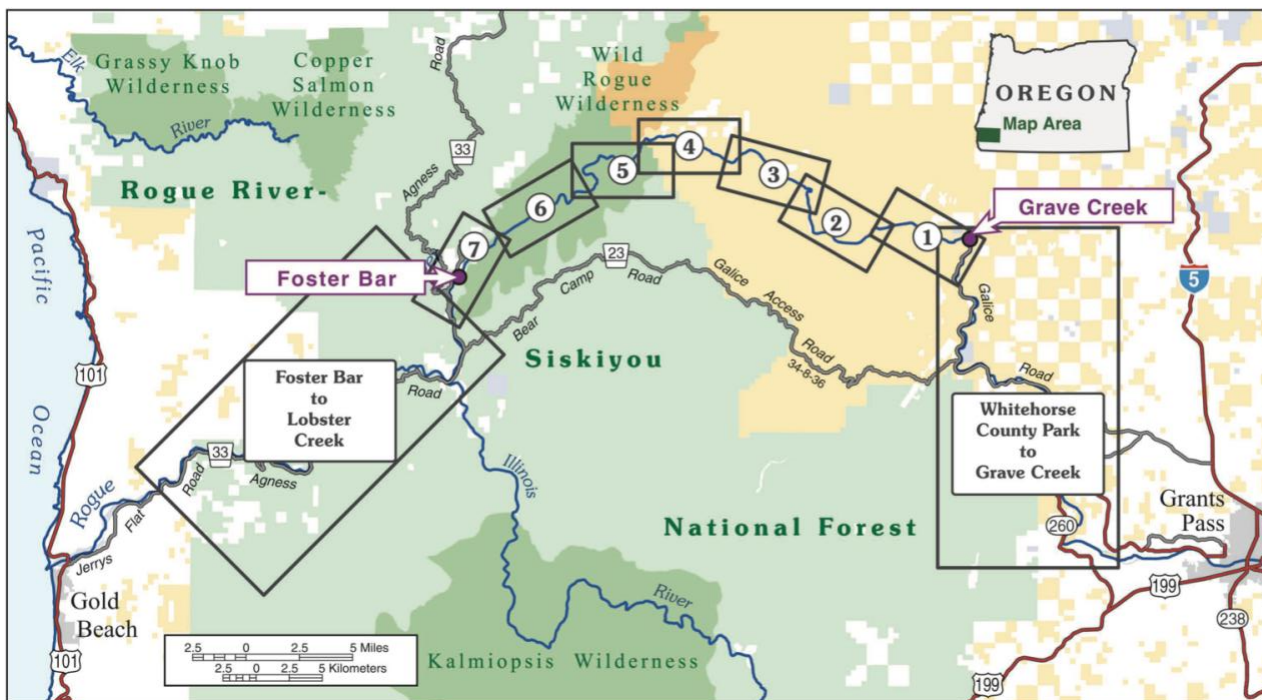 Elk
River
Grassy Knob
Wilderness
Copper
Salmon
Wilderness
Road
33
Agness
Wild
Rogue
Wilderness
OREGON
Map Area
Rogue River-
Pacific
Ocean
101
Foster Bar
7
6
5
4
3
2
1
Grave Creek
5
Galice
Road
23
Bear
Camp
Road
Galice
Access
Road
34-8-36
Siskiyou
Foster Bar
to
Lobster
Creek
Road
33
Road
Agness
Rogue
Flat
Jerrys
Gold
Beach
101
Illinois
River
National Forest
Whitehorse
County Park
to
Grave Creek
Grants
Pass
260
199
238
199
Kalmiopsis Wilderness
2.5 0 2.5 5 Miles
2.5 0 2.5 5 Kilometers